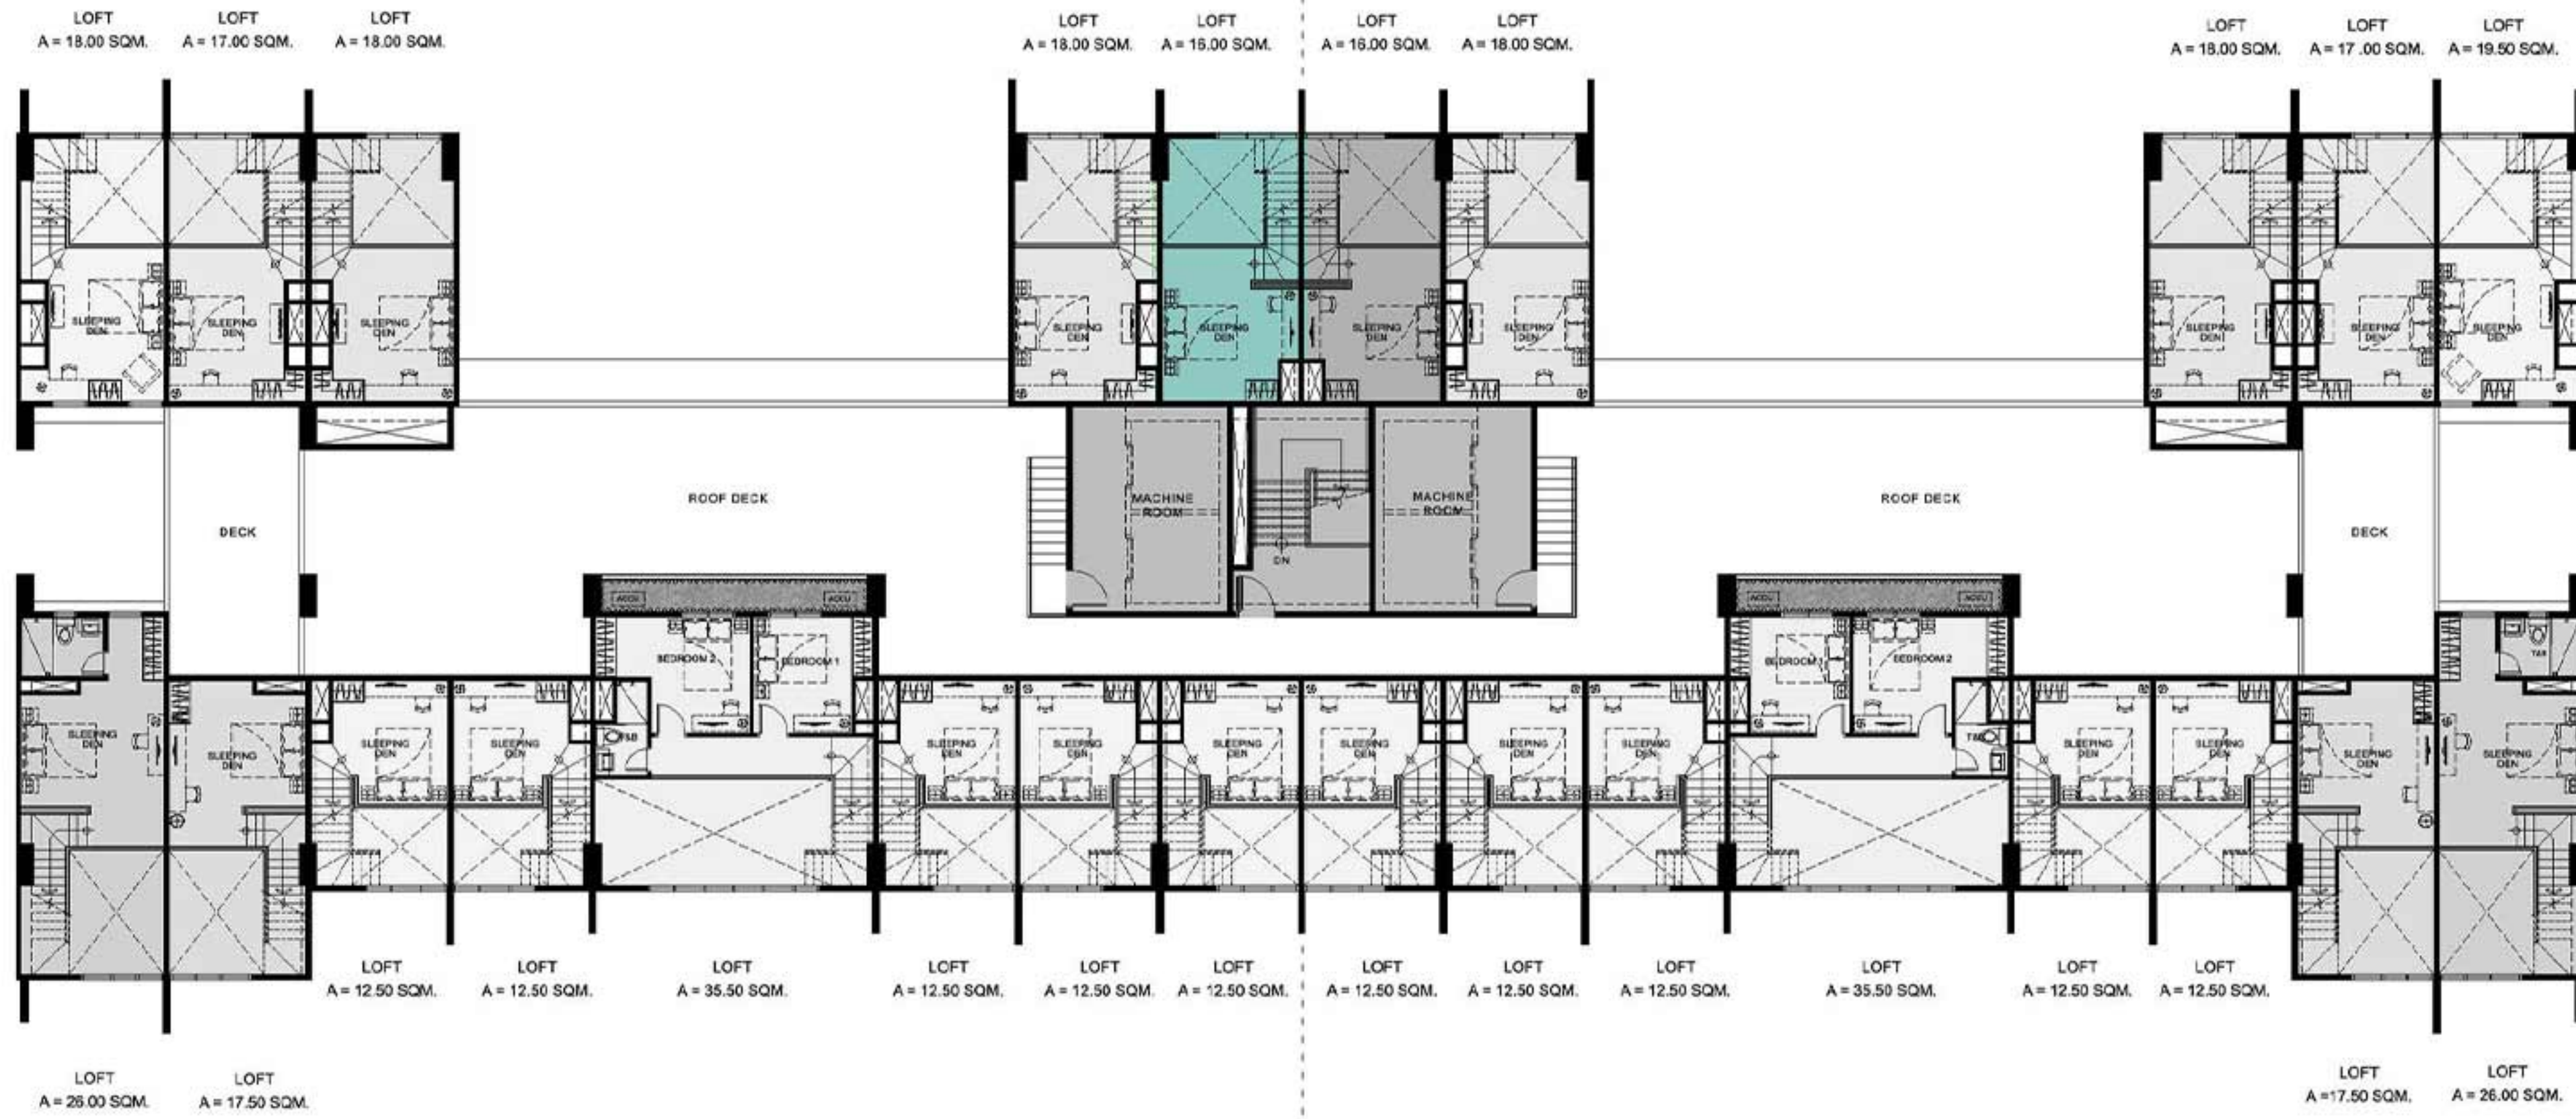 LOFT
A = 18.00 SQM.
LOFT
A = 17.00 SQM.
LOFT
A = 18.00 SQM.
LOFT
A = 18.00 SQM.
LOFT
A = 16.00 SQM.
LOFT
A = 16.00 SQM.
LOFT
A = 18.00 SQM.
LOFT
A = 18.00 SQM.
LOFT
A = 17 .00 SQM.
LOFT
A = 19.50 SQM.
SLEEPING
DEN
SLEEPING
DEN
SLEEPING
DEN
SLEEPING
DEN
SLEEPING
DEN
SLEEPING
DEN
SLEEPING
DEN
SLEEPING
DEN
SLEEPING
DEN
SLEEPING
DEN
DECK
ROOF DECK
MACHINE
ROOM
DN
MACHINE
ROOM
ROOF DECK
DECK
ACCU
ACCU
ACCU
ACCU
BEDROOM 2
BEDROOM 1
BEDROOM
BEDROOM 2
T&B
T&B
T&B
SLEEPING
DEN
SLEEPING
DEN
SLEEPING
DEN
SLEEPING
DEN
SLEEPING
DEN
SLEEPING
DEN
SLEEPING
DEN
SLEEPING
DEN
SLEEPING
DEN
SLEEPING
DEN
SLEEPING
DEN
SLEEPING
DEN
SLEEPING
DEN
SLEEPING
DEN
LOFT
A = 12.50 SQM.
LOFT
A = 12.50 SQM.
LOFT
A = 35.50 SQM.
LOFT
A = 12.50 SQM.
LOFT
A = 12.50 SQM.
LOFT
A = 12.50 SQM.
LOFT
A = 12.50 SQM.
LOFT
A = 12.50 SQM.
LOFT
A = 12.50 SQM.
LOFT
A = 35.50 SQM.
LOFT
A = 12.50 SQM.
LOFT
A = 12.50 SQM.
LOFT
A = 26.00 SQM.
LOFT
A = 17.50 SQM.
LOFT
A =17.50 SQM.
LOFT
A = 26.00 SQM.